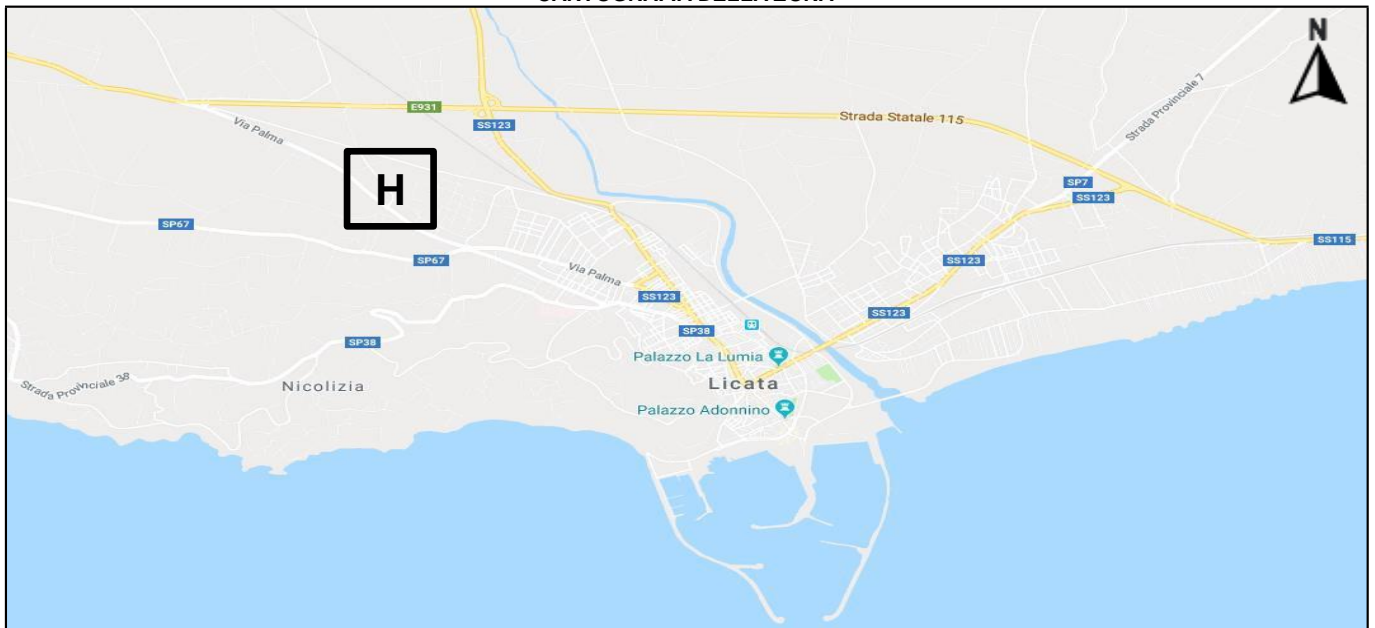 N
Strada Provinciale 7
E931
Strada Statale 115
SS123
Via Palma
H
SP7
SS123
SP67
SS115
SP67
SS123
Via Palma
SS123
SS123
SP38
SP38
Palazzo La Lumia
Strada Provinciale 38
Nicolizia
Licata
Palazzo Adonnino